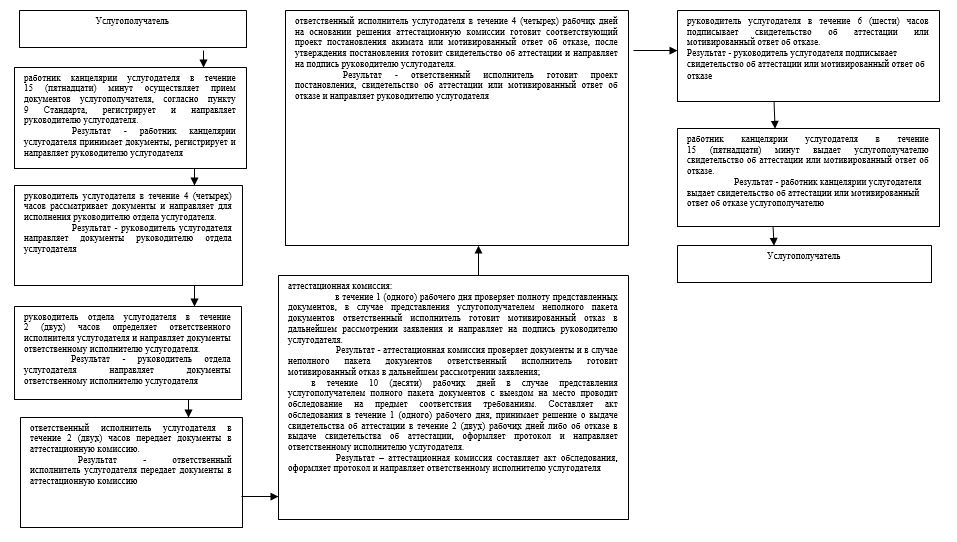 Услугополучатель
работник канцелярии услугодателя в течение
15 (пятнадцати) минут осуществляет прием
документов услугополучателя, согласно пункту
9 Стандарта, регистрирует и направляет
руководителю услугодателя.
Результат - работник канцелярии
услугодателя принимает документы, регистрирует и
направляет руководителю услугодателя
руководитель услугодателя в течение 4 (четырех)
часов рассматривает документы и направляет для
исполнения руководителю отдела услугодателя.
Результат - руководитель услугодателя
направляет документы руководителю отдела
услугодателя
руководитель отдела услугодателя в течение
2 (двух) часов определяет ответственного
исполнителя услугодателя и направляет документы
ответственному исполнителю услугодателя.
Результат - руководитель отдела
услугодателя направляет документы
ответственному исполнителю услугодателя
ответственный исполнитель услугодателя в
течение 2 (двух) часов передает документы в
аттестационную комиссию.
Результат - ответственный
исполнитель услугодателя передает документы в
аттестационную комиссию
аттестационная комиссия:
в течение 1 (одного) рабочего дня проверяет полноту представленных
документов, в случае представления услугополучателем неполного пакета
документов ответственный исполнитель готовит мотивированный отказ в
дальнейшем рассмотрении заявления и направляет на подпись руководителю
услугодателя.
Результат - аттестационная комиссия проверяет документы и в случае
неполного пакета документов ответственный исполнитель готовит
мотивированный отказ в дальнейшем рассмотрении заявления;
в течение 10 (десяти) рабочих дней в случае представления
услугополучателем полного пакета документов с выездом на место проводит
обследование на предмет соответствия требованиям. Составляет акт
обследования в течение 1 (одного) рабочего дня, принимает решение о выдаче
свидетельства об аттестации в течение 2 (двух) рабочих дней либо об отказе в
выдаче свидетельства об аттестации, оформляет протокол и направляет
ответственному исполнителю услугодателя.
Результат – аттестационная комиссия составляет акт обследования,
оформляет протокол и направляет ответственному исполнителю услугодателя
ответственный исполнитель услугодателя в течение 4 (четырех) рабочих дней
на основании решения аттестационную комиссии готовит соответствующий
проект постановления акимата или мотивированный ответ об отказе, после
утверждения постановления готовит свидетельство об аттестации и направляет
на подпись руководителю услугодателя.
Результат - ответственный исполнитель готовит проект
постановления, свидетельство об аттестации или мотивированный ответ об
отказе и направляет руководителю услугодателя
руководитель услугодателя в течение 6 (шести) часов
подписывает свидетельство об аттестации или
мотивированный ответ об отказе.
Результат - руководитель услугодателя подписывает
свидетельство об аттестации или мотивированный ответ об
отказе
работник канцелярии услугодателя в течение
15 (пятнадцати) минут выдает услугополучателю
свидетельство об аттестации или мотивированный ответ об
отказе.
Результат - работник канцелярии услугодателя
выдает свидетельство об аттестации или мотивированный
ответ об отказе услугополучателю
Услугополучатель